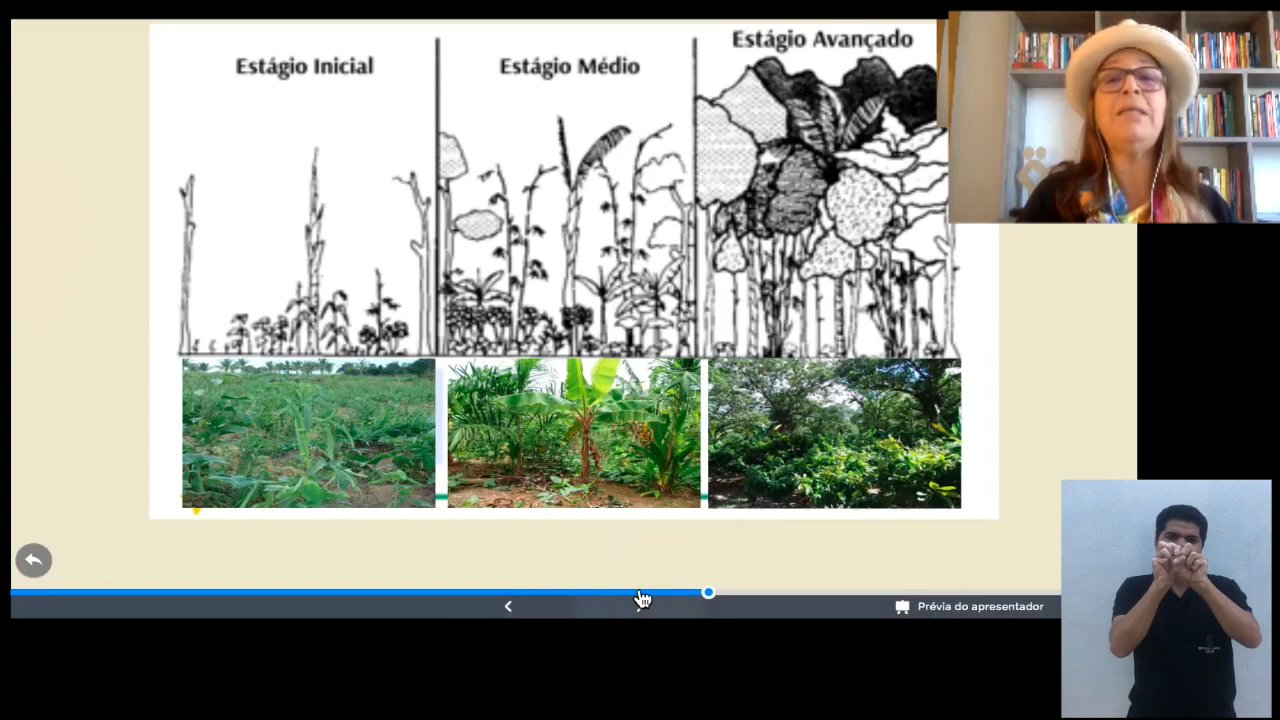 Estágio Inicial
Estágio Médio
Estágio Avançado
Prévia do apresentador